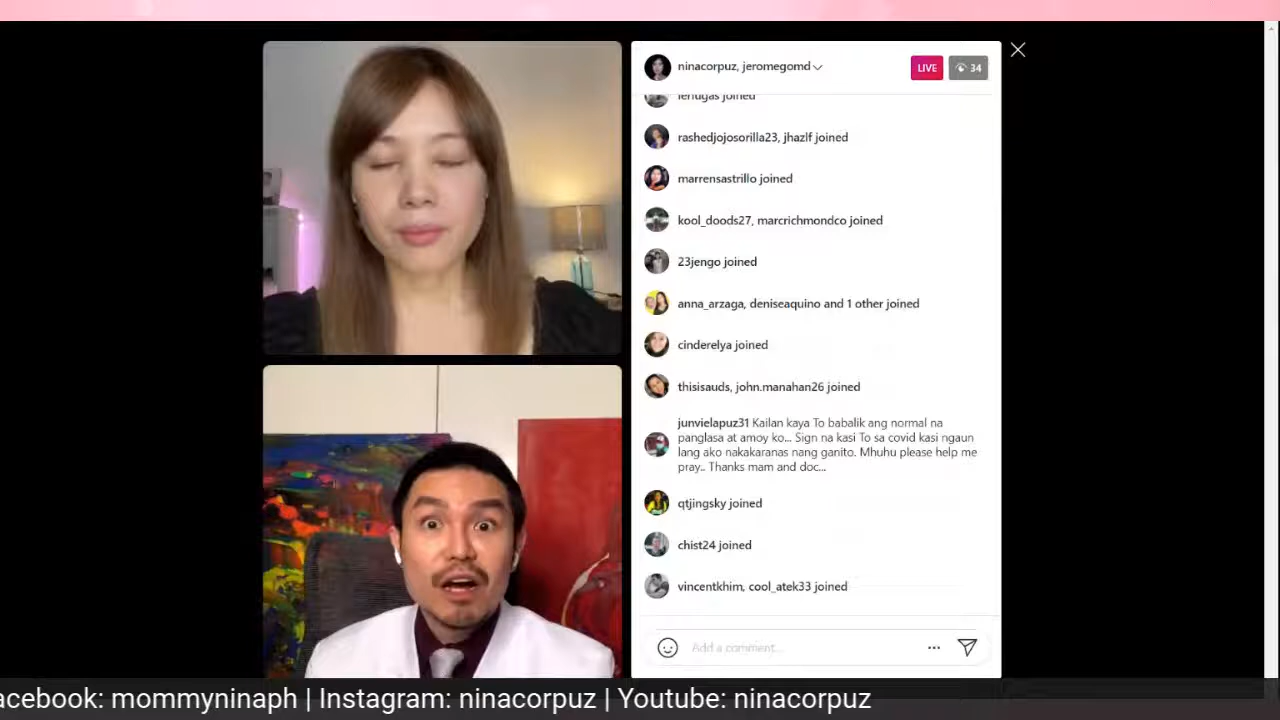 ninacorpuz, jeromegomd
LIVE
34
joined
rashedjojosorilla23, jhazlf joined
marrensastrillo joined
kool_doods27, marcrichmondco joined
23jengo joined
anna_arzaga, deniseaquino and 1 other joined
cinderelya joined
thisisauds, john.manahan26 joined
junvielapuz31 Kailan kaya To babalik ang normal na
panglasa at amoy ko... Sign na kasi To sa covid kasi ngaun
lang ako nakakaranas nang ganito. Mhuhu please help me
pray.. Thanks mam and doc...
qtjingsky joined
chist24 joined
vincentkhim, cool_atek33 joined
Add a comment...
acebook: mommyninaph | Instagram: ninacorpuz | Youtube: ninacorpuz